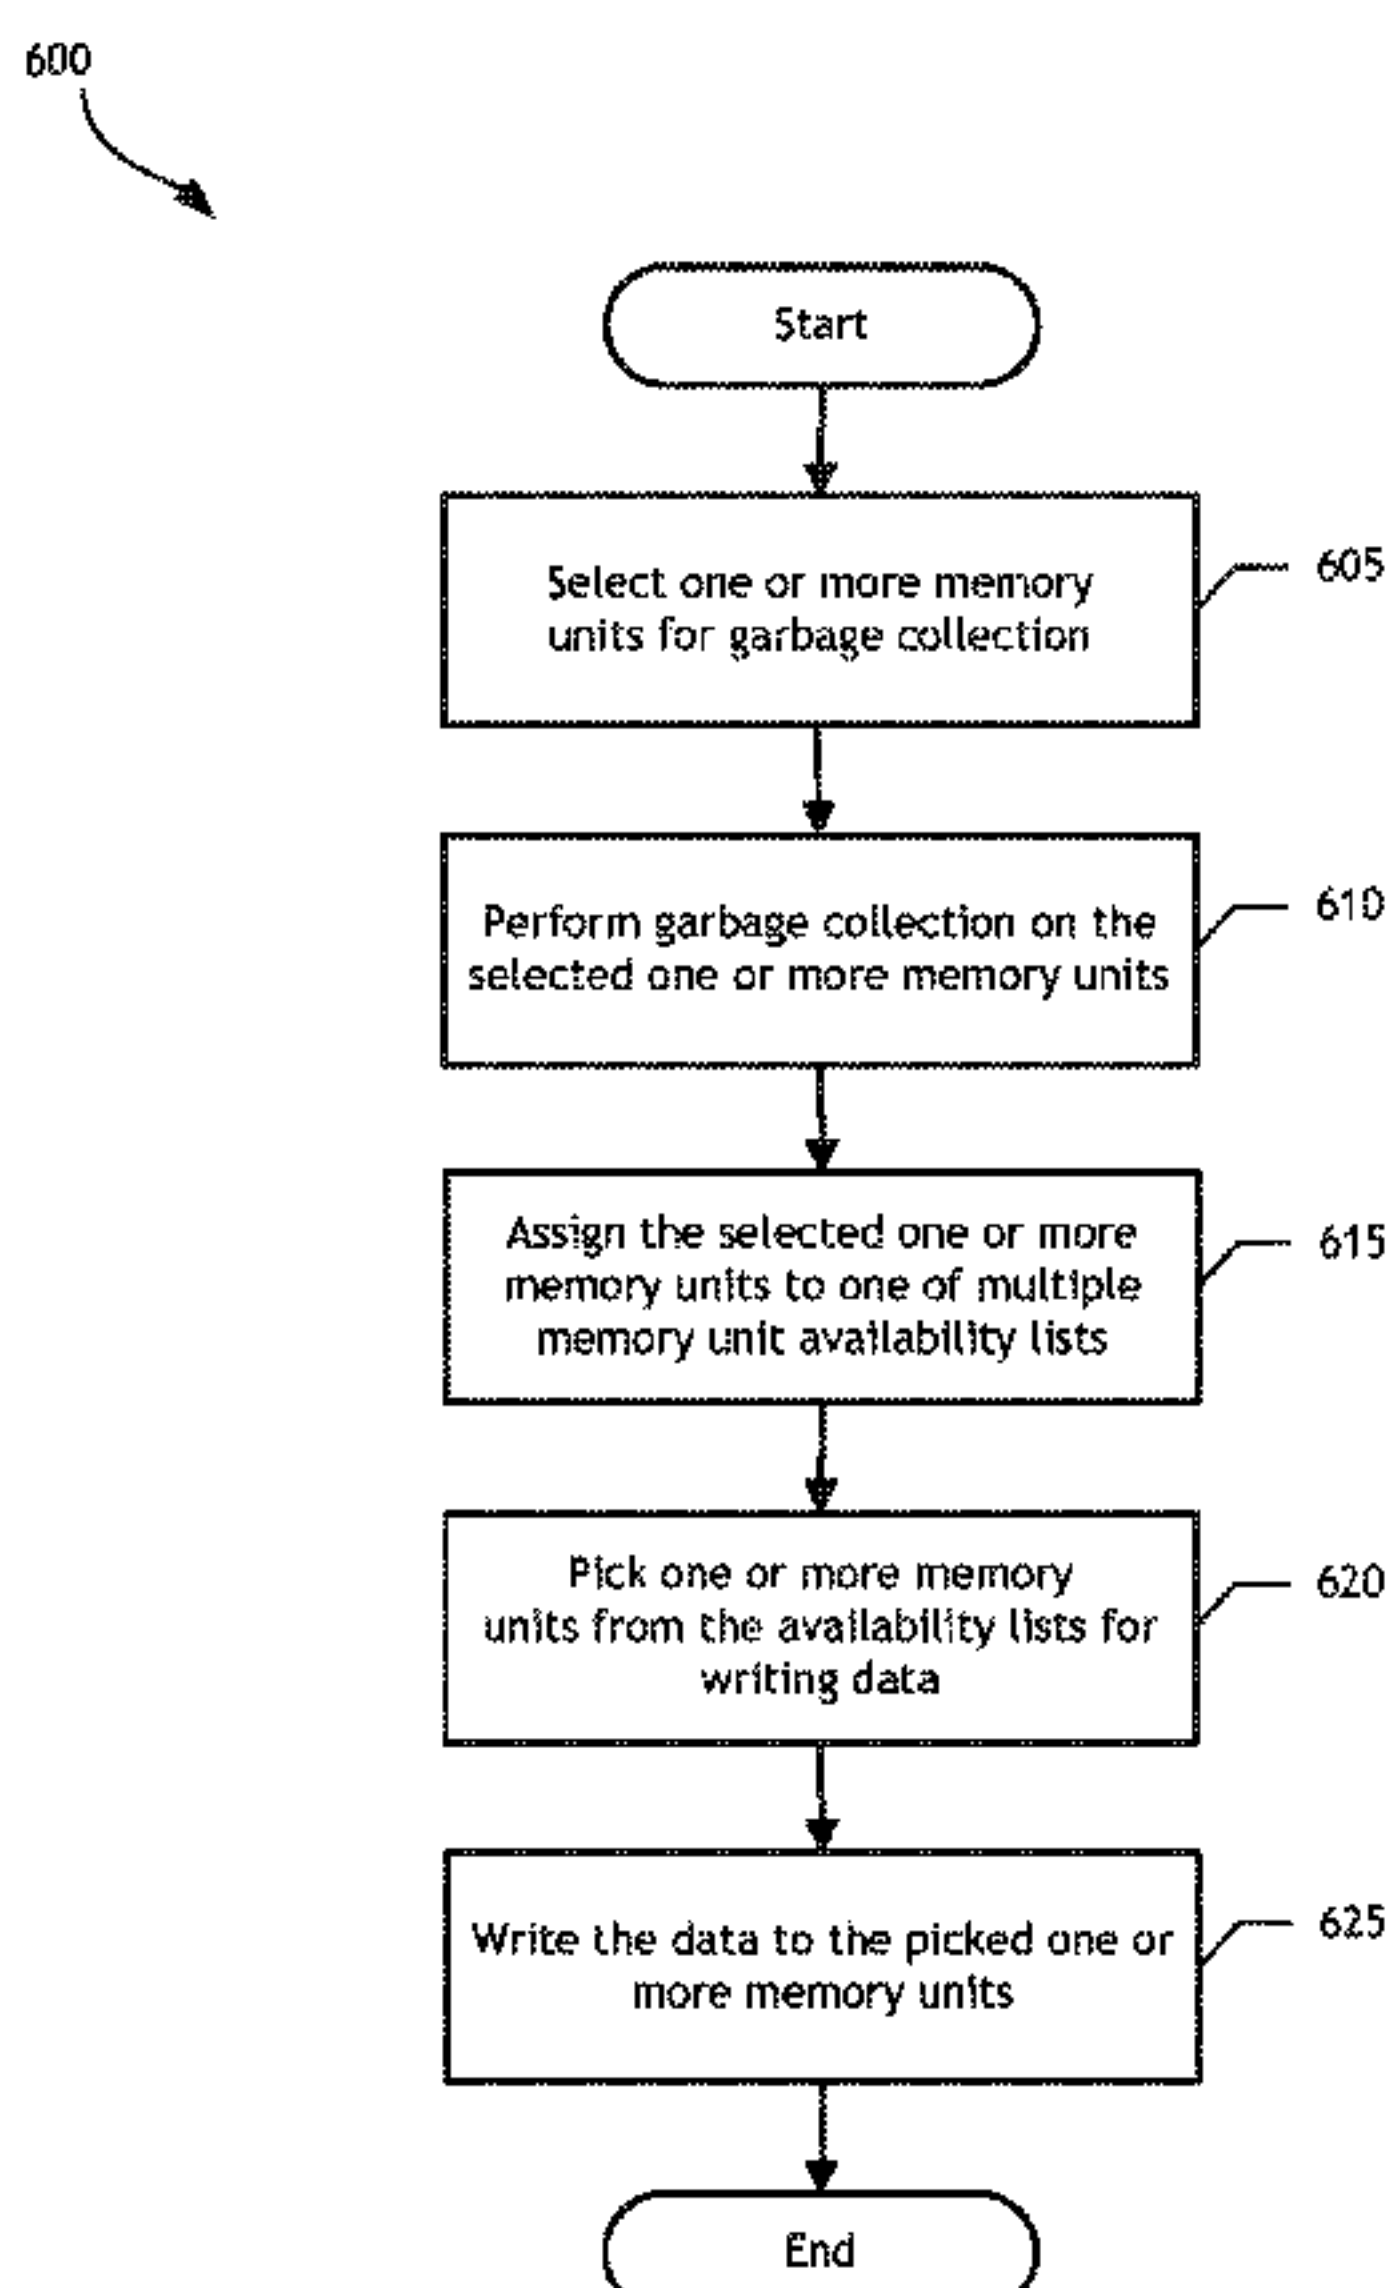 600
Start
Select one or more memory
units for garbage collection
605
Perform garbage collection on the
selected one or more memory units
610
Assign the selected one or more
memory units to one of multiple
memory unit availability lists
615
Pick one or more memory
units from the availability lists for
writing data
620
Write the data to the picked one or
more memory units
625
End